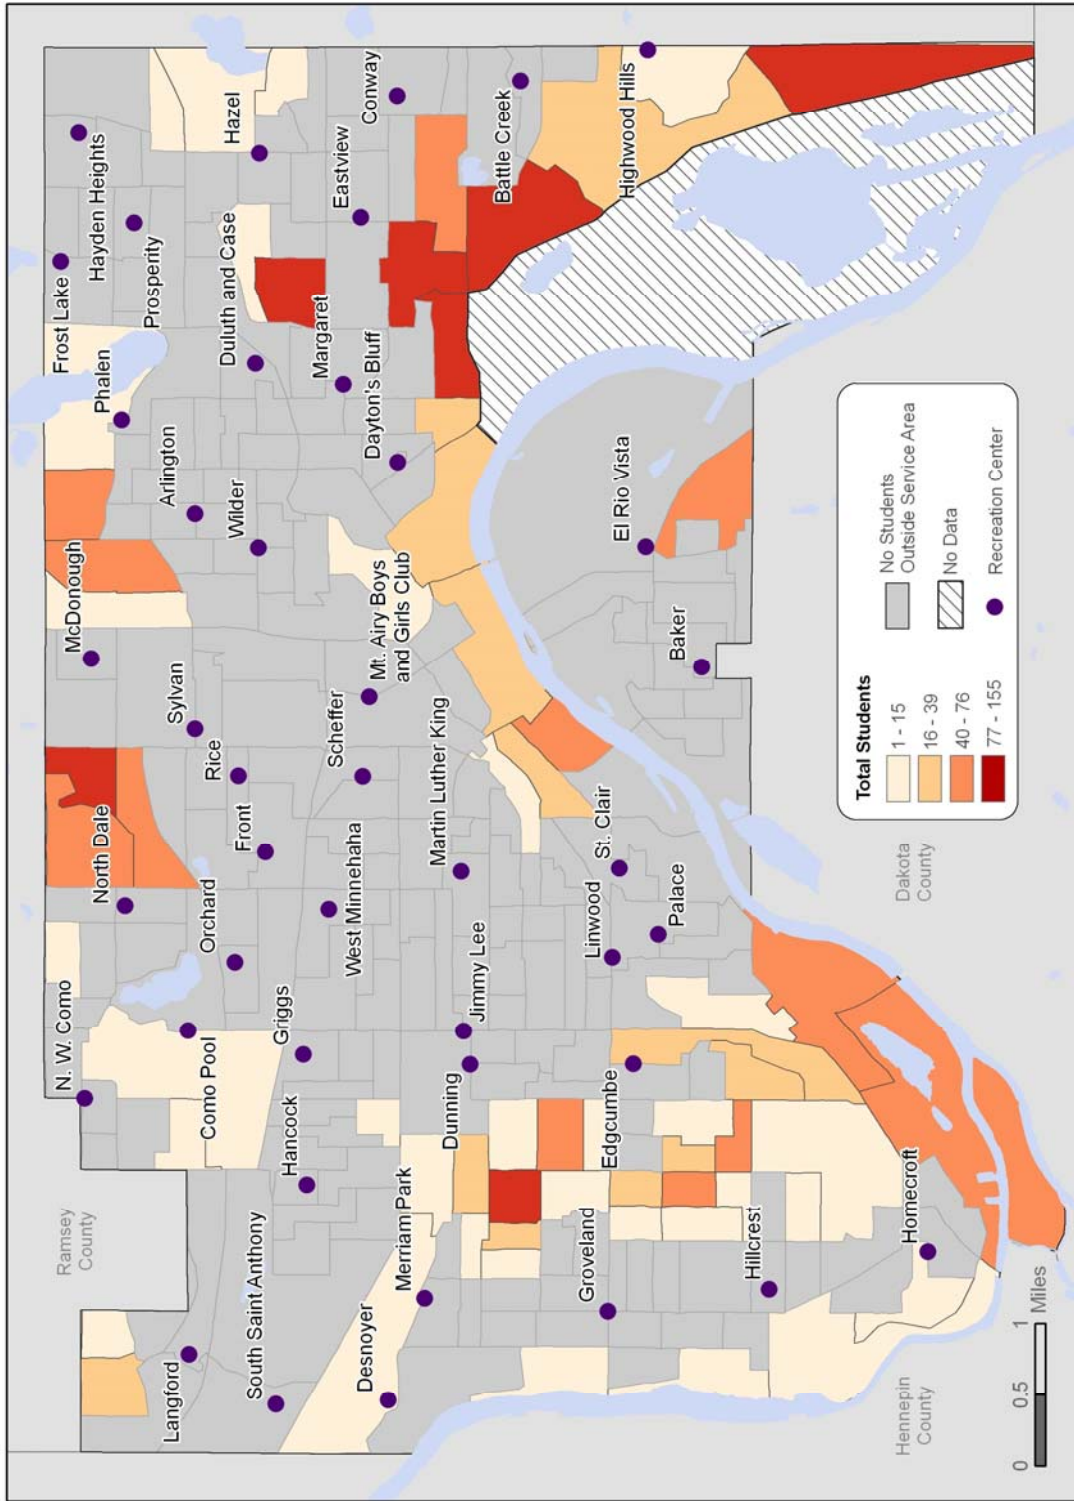 Ramsey
County
N. W. Como
North Dale
McDonough
Phalen
Frost Lake
Hayden Heights
Prosperity
Langford
Como Pool
Orchard
Sylvan
Arlington
Duluth and Case
Hazel
South Saint Anthony
Hancock
Griggs
Front
Rice
Wilder
Margaret
Eastview
Conway
Desnoyer
Merriam Park
West Minnehaha
Scheffer
Mt. Airy Boys
and Girls Club
Dayton's Bluff
Dunning
Jimmy Lee
Martin Luther King
Battle Creek
Groveland
Edgcumbe
Linwood
St. Clair
Palace
El Rio Vista
Highwood Hills
Baker
Hillcrest
Homecroft
Hennepin
County
Dakota
County
Total Students
1 - 15
16 - 39
40 - 76
77 - 155
No Students
Outside Service Area
No Data
Recreation Center
0 0.5 1
Miles